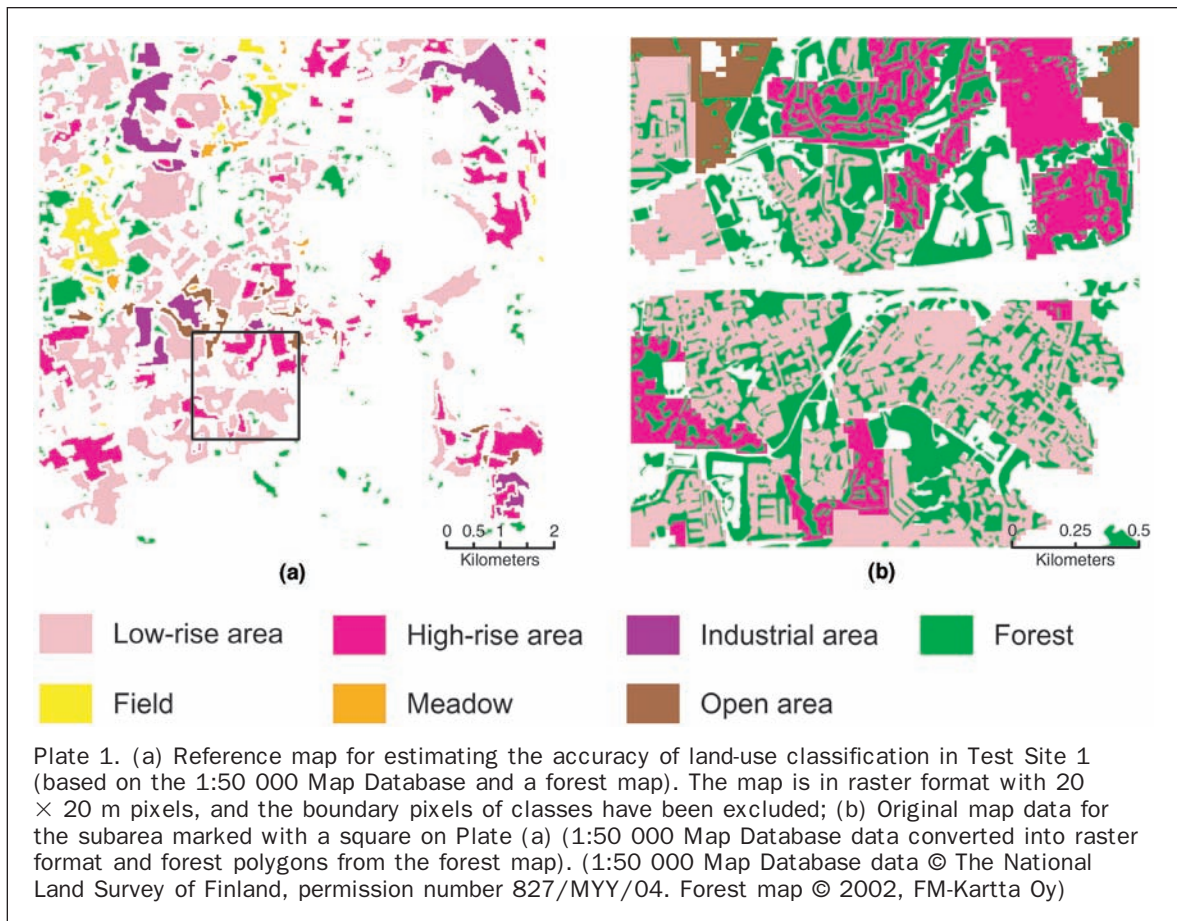 0 0.5 1 2
Kilometers
(a)
0 0.25 0.5
Kilometers
(b)
Low-rise area
High-rise area
Industrial area
Forest
Field
Meadow
Open area
Plate 1. (a) Reference map for estimating the accuracy of land-use classification in Test Site 1
(based on the 1:50 000 Map Database and a forest map). The map is in raster format with 20
× 20 m pixels, and the boundary pixels of classes have been excluded; (b) Original map data for
the subarea marked with a square on Plate (a) (1:50 000 Map Database data converted into raster
format and forest polygons from the forest map). (1:50 000 Map Database data © The National
Land Survey of Finland, permission number 827/MYY/04. Forest map © 2002, FM-Kartta Oy)